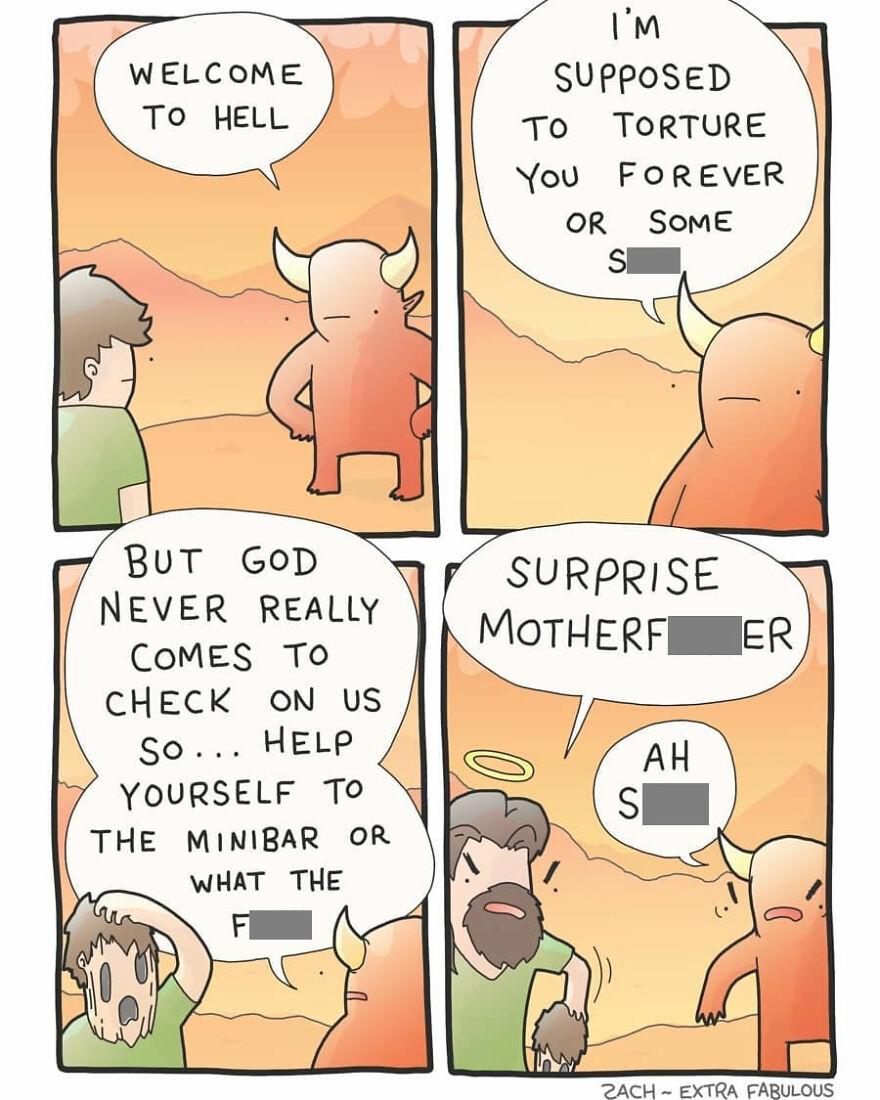 WELCOME
TO HELL
I'M
SUPPOSED
TO TORTURE
YOU FOREVER
OR SOME
S
BUT GOD
NEVER REALLY
COMES TO
CHECK ON US
SO... HELP
YOURSELF TO
THE MINIBAR OR
WHAT THE
F
SURPRISE
MOTHERF ER
AH
S
ZACH ~ EXTRA FABULOUS